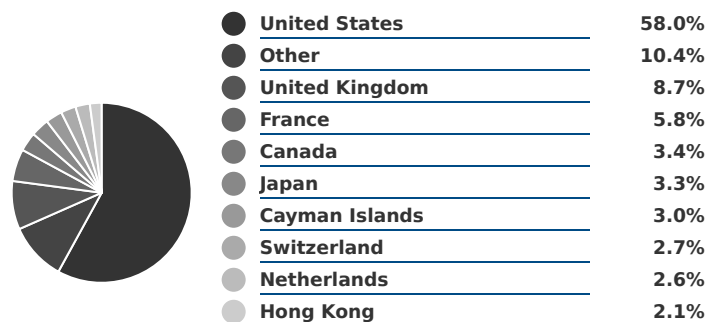 United States 58.0%
Other 10.4%
United Kingdom 8.7%
France 5.8%
Canada 3.4%
Japan 3.3%
Cayman Islands 3.0%
Switzerland 2.7%
Netherlands 2.6%
Hong Kong 2.1%